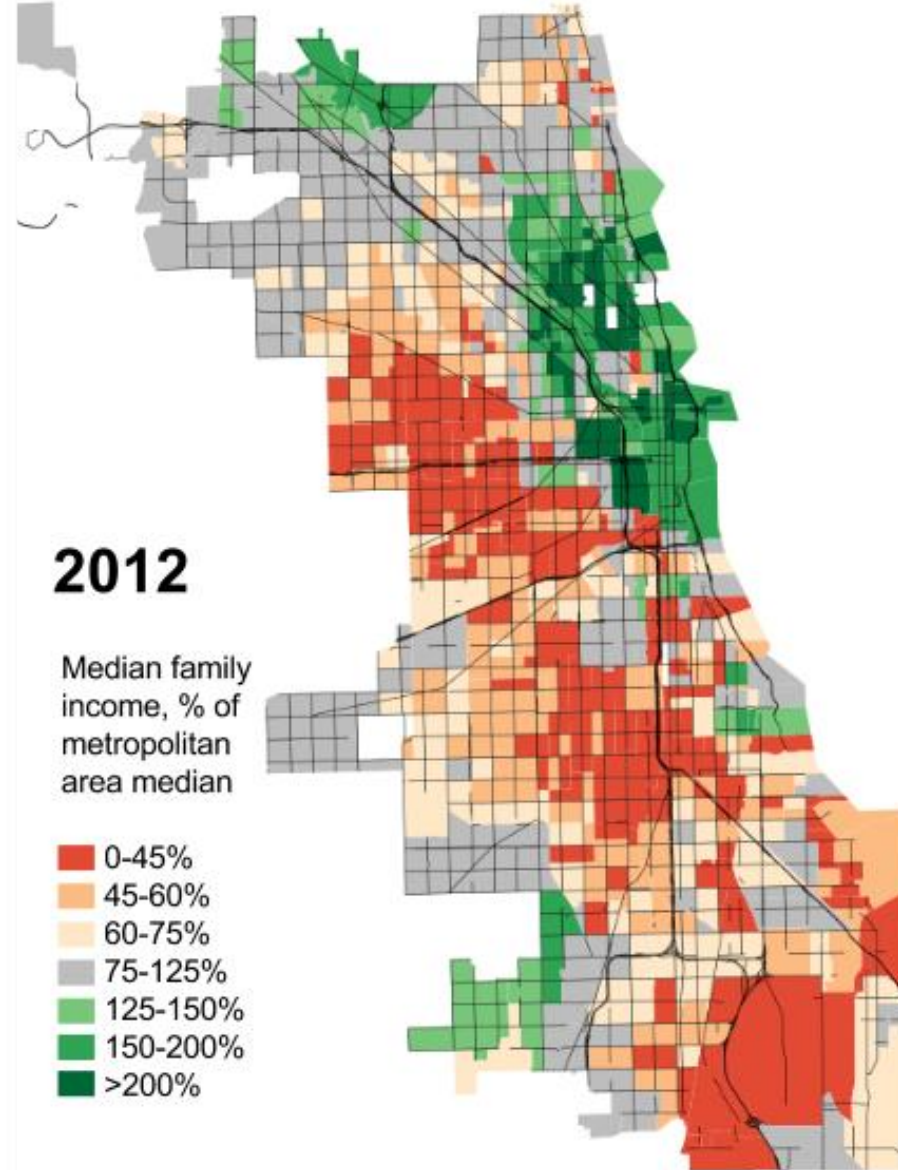 2012
Median family
income, % of
metropolitan
area median
0-45%
45-60%
60-75%
75-125%
125-150%
150-200%
>200%